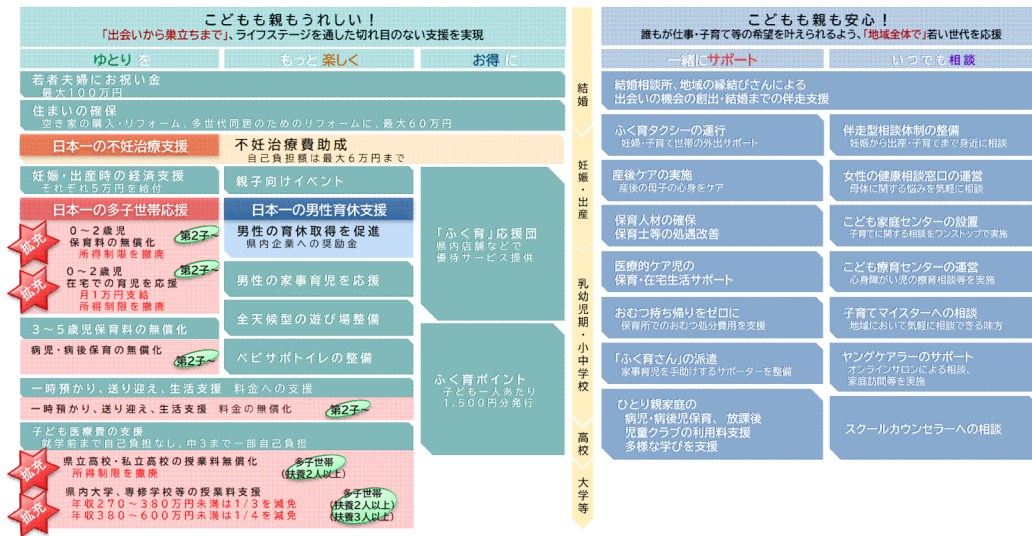 こどもも親もうれしい！
「出会いから巣立ちまで」、ライフステージを通した切れ目のない支援を実現
ゆとり を
もっと 楽しく
お得 に
若者夫婦にお祝い金
最大100万円
住まいの確保
空き家の購入・リフォーム、多世代同居のためのリフォームに、最大60万円
日本一の不妊治療支援
不妊治療費助成
自己負担額は最大6万円まで
妊娠・出産時の経済支援
それぞれ5万円を給付
親子向けイベント
日本一の多子世帯応援
日本一の男性育休支援
拡充
0～2歳児
保育料の無償化
所得制限を撤廃
第2子～
男性の育休取得を促進
県内企業への奨励金
「ふく育」応援団
県内店舗などで
優待サービス提供
拡充
0～2歳児
在宅での育児を応援
月1万円支給
所得制限を撤廃
第2子～
男性の家事育児を応援
3～5歳児保育料の無償化
全天候型の遊び場整備
病児・病後保育の無償化
第2子～
ベビサポトイレの整備
ふく育ポイント
子ども一人あたり
1,500円分発行
一時預かり、送り迎え、生活支援 料金への支援
一時預かり、送り迎え、生活支援 料金の無償化
第2子～
子ども医療費の支援
就学前まで自己負担なし、中3まで一部自己負担
拡充
県立高校・私立高校の授業料無償化
所得制限を撤廃
多子世帯
(扶養2人以上)
拡充
県内大学、専修学校等の授業料支援
年収270～380万円未満は1/3を減免
年収380～600万円未満は1/4を減免
多子世帯
(扶養2人以上)
(扶養3人以上)
結婚
妊娠・出産
乳幼児期・小中学校
高校
大学等
こどもも親も安心！
誰もが仕事・子育て等の希望を叶えられるよう、「地域全体で」若い世代を応援
一緒にサポート
いつでも相談
結婚相談所、地域の縁結びさんによる
出会いの機会の創出・結婚までの伴走支援
ふく育タクシーの運行
妊婦・子育て世帯の外出サポート
伴走型相談体制の整備
妊娠から出産・子育てまで身近に相談
産後ケアの実施
産後の母子の心身をケア
女性の健康相談窓口の運営
母体に関する悩みを気軽に相談
保育人材の確保
保育士等の処遇改善
こども家庭センターの設置
子育てに関する相談をワンストップで実施
医療的ケア児の
保育・在宅生活サポート
こども療育センターの運営
心身障がい児の療育相談等を実施
おむつ持ち帰りをゼロに
保育所でのおむつ処分費用を支援
子育てマイスターへの相談
地域において気軽に相談できる味方
「ふく育さん」の派遣
家事育児を手助けするサポーターを整備
ヤングケアラーのサポート
オンラインサロンによる相談、
家庭訪問等を実施
ひとり親家庭の
病児・病後児保育、放課後
児童クラブの利用料支援
多様な学びを支援
スクールカウンセラーへの相談